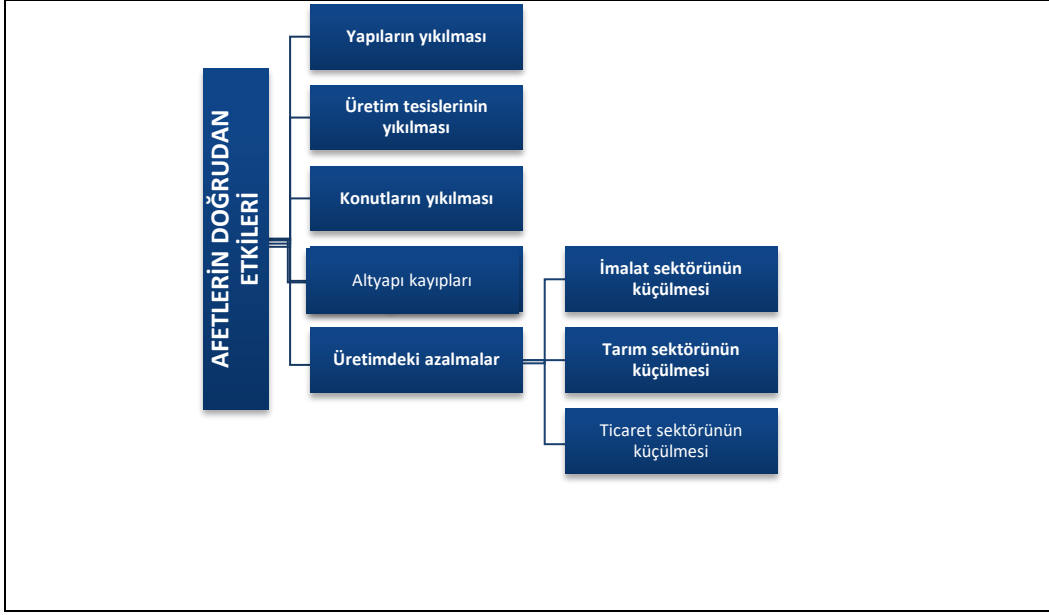 AFETLERİN DOĞRUDAN
ETKİLERİ
Yapıların yıkılması
Üretim tesislerinin
yıkılması
Konutların yıkılması
Altyapı kayıpları
Üretimdeki azalmalar
İmalat sektörünün
küçülmesi
Tarım sektörünün
küçülmesi
Ticaret sektörünün
küçülmesi